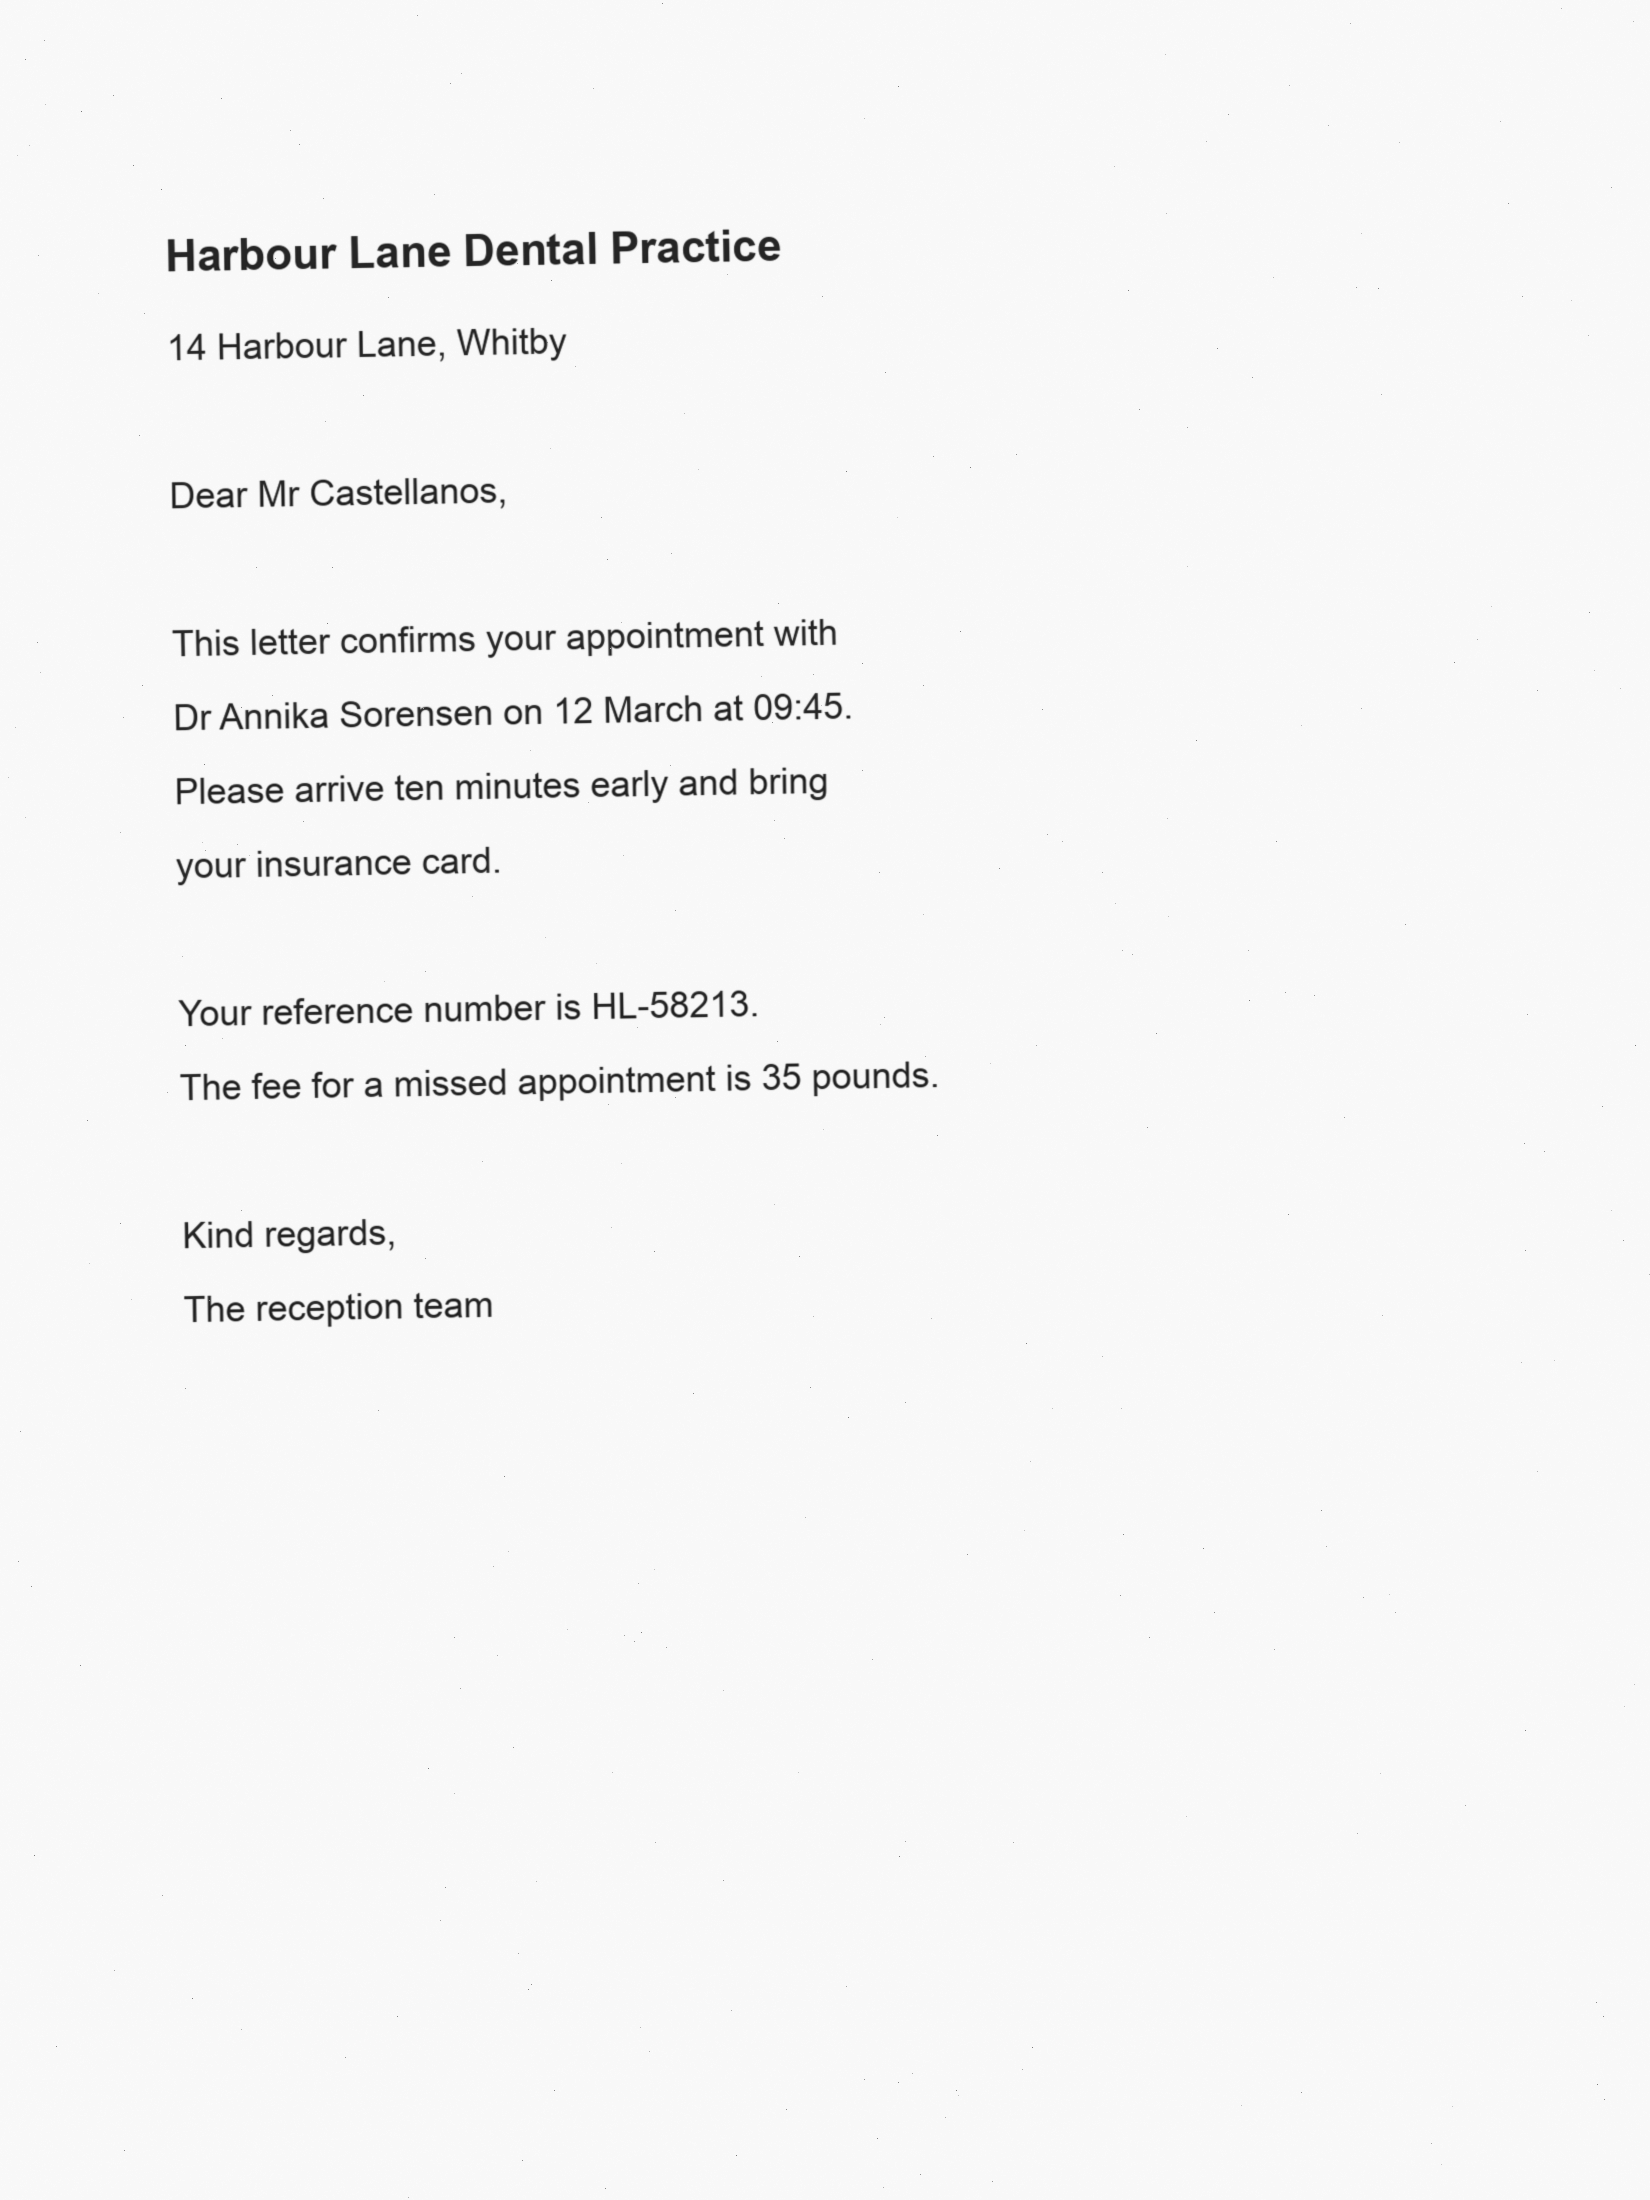 Harbour Lane Dental Practice
14 Harbour Lane, Whitby
Dear Mr Castellanos,
This letter confirms your appointment with
Dr Annika Sorensen on 12 March at 09:45.
Please arrive ten minutes early and bring
your insurance card.
Your reference number is HL-58213.
The fee for a missed appointment is 35 pounds.
Kind regards,
The reception team